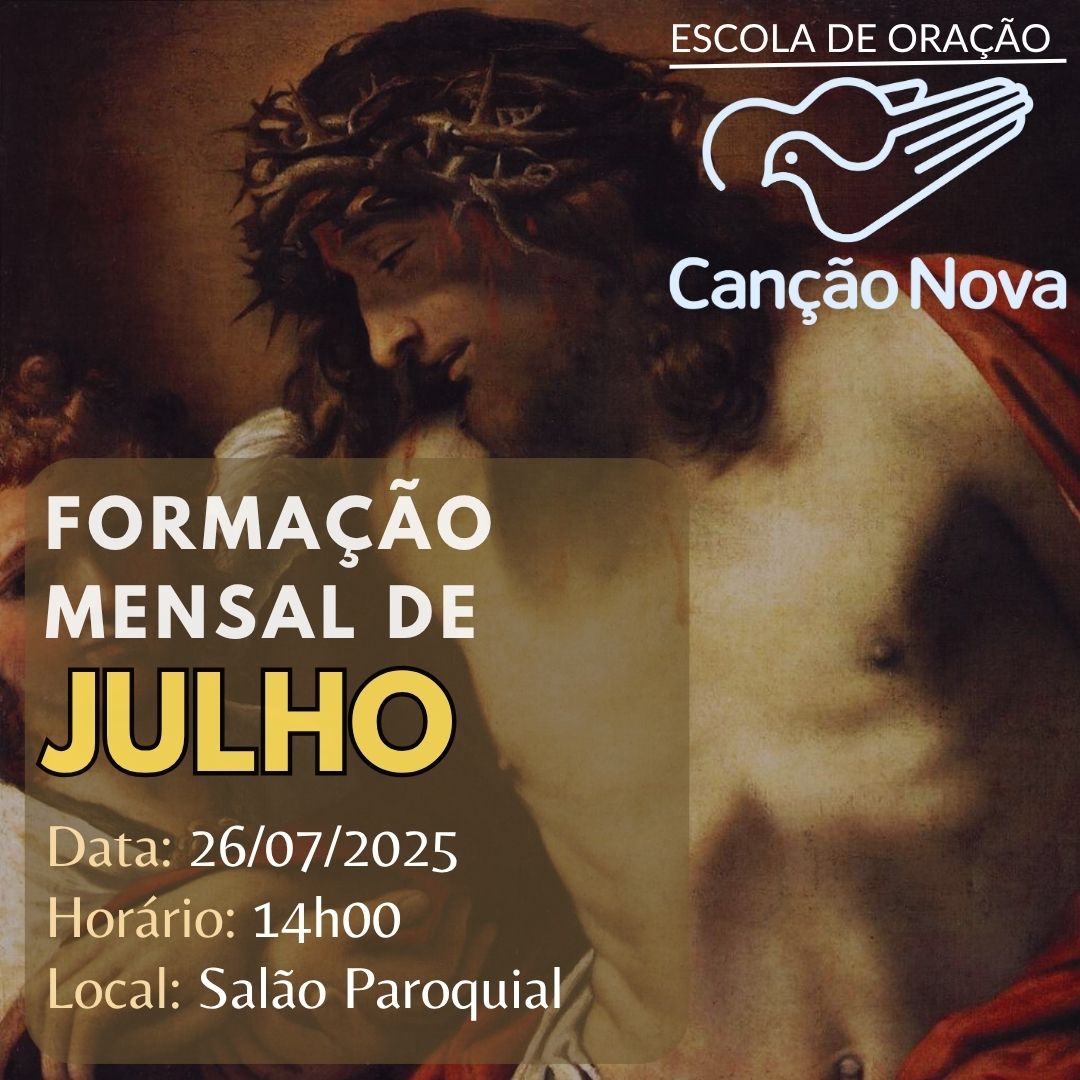 ESCOLA DE ORAÇÃO
Canção Nova
FORMAÇÃO
MENSAL DE
JULHO
Data: 26/07/2025
Horário: 14h00
Local: Salão Paroquial